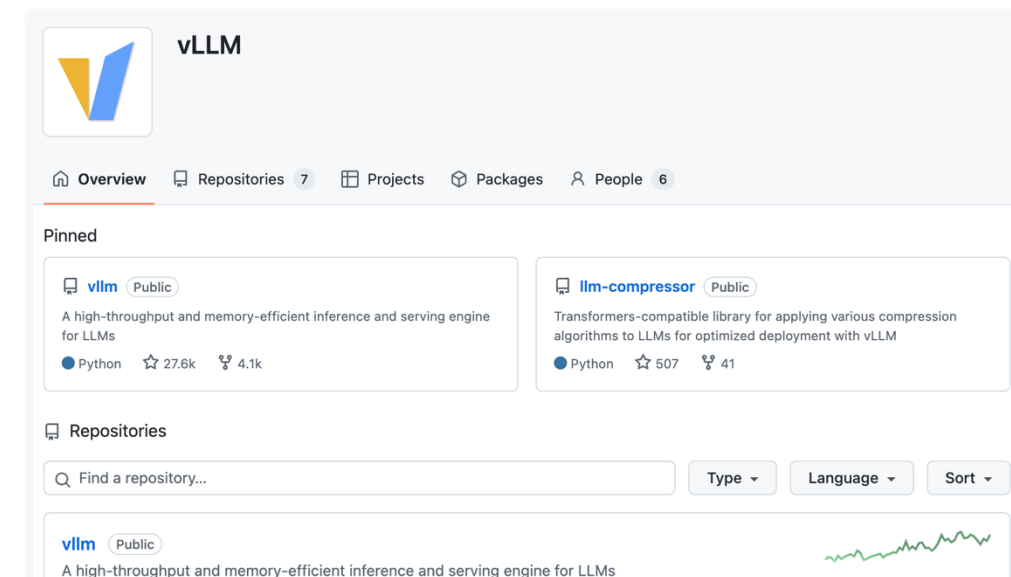 vLLM
Overview Repositories 7 Projects Packages People 6
Pinned
vllm Public
A high-throughput and memory-efficient inference and serving engine
for LLMs
Python 27.6k 4.1k
llm-compressor Public
Transformers-compatible library for applying various compression
algorithms to LLMs for optimized deployment with vLLM
Python 507 41
Repositories
Find a repository... Type Language Sort
vllm Public
A high-throughput and memory-efficient inference and serving engine for LLMs